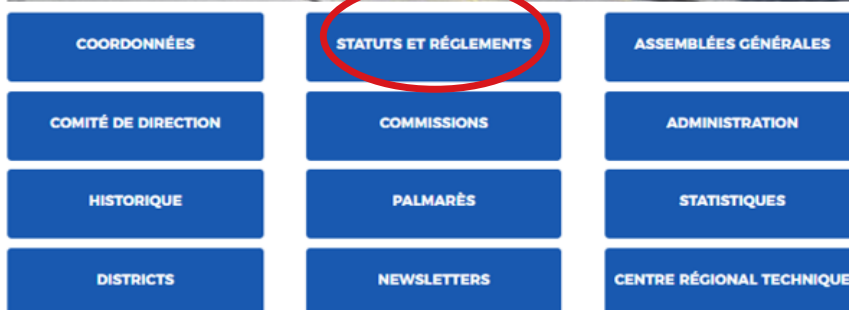 COORDONNÉES STATUTS ET RÉGLEMENTS ASSEMBLÉES GÉNÉRALES
COMITÉ DE DIRECTION COMMISSIONS ADMINISTRATION
HISTORIQUE PALMARÈS STATISTIQUES
DISTRICTS NEWSLETTERS CENTRE RÉGIONAL TECHNIQUE